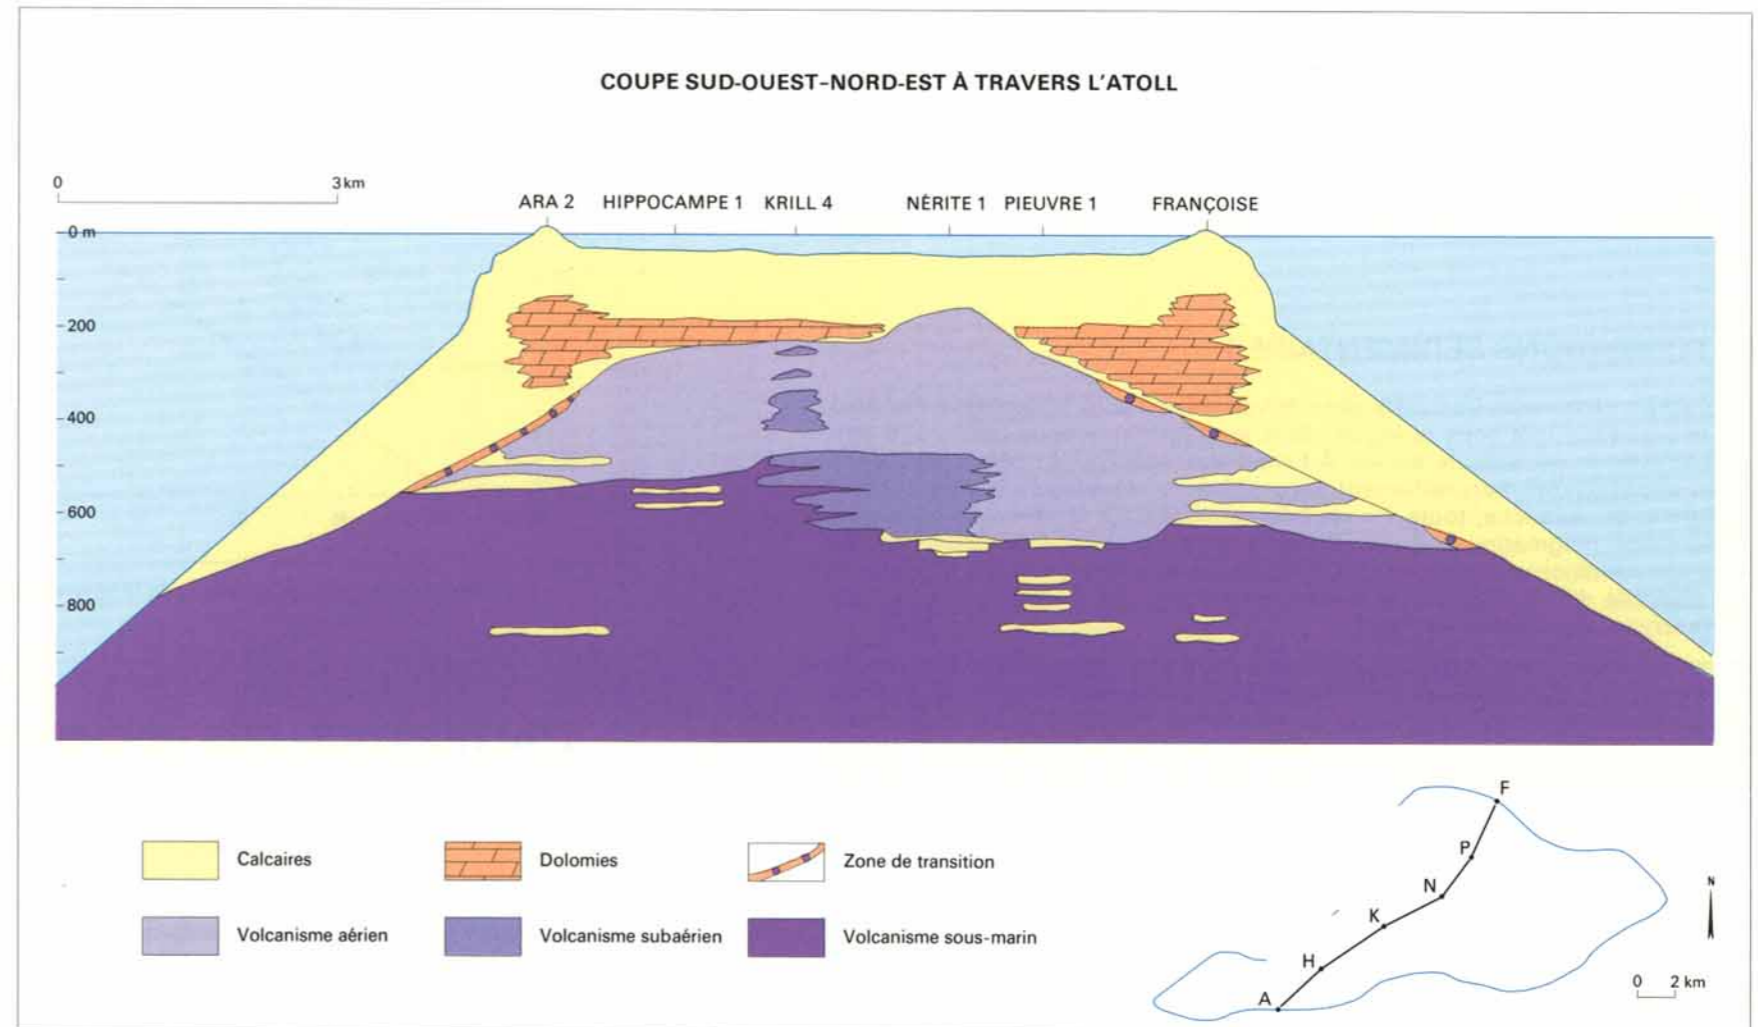 COUPE SUD-OUEST-NORD-EST À TRAVERS L'ATOLL
0 3 km
ARA 2 HIPPOCAMPE 1 KRILL 4 NÉRITE 1 PIEUVRE 1 FRANÇOISE
0 m
200
400
600
800
Calcaires
Dolomies
Zone de transition
Volcanisme aérien
Volcanisme subaérien
Volcanisme sous-marin
F
P
N
K
H
A
N
0 2 km